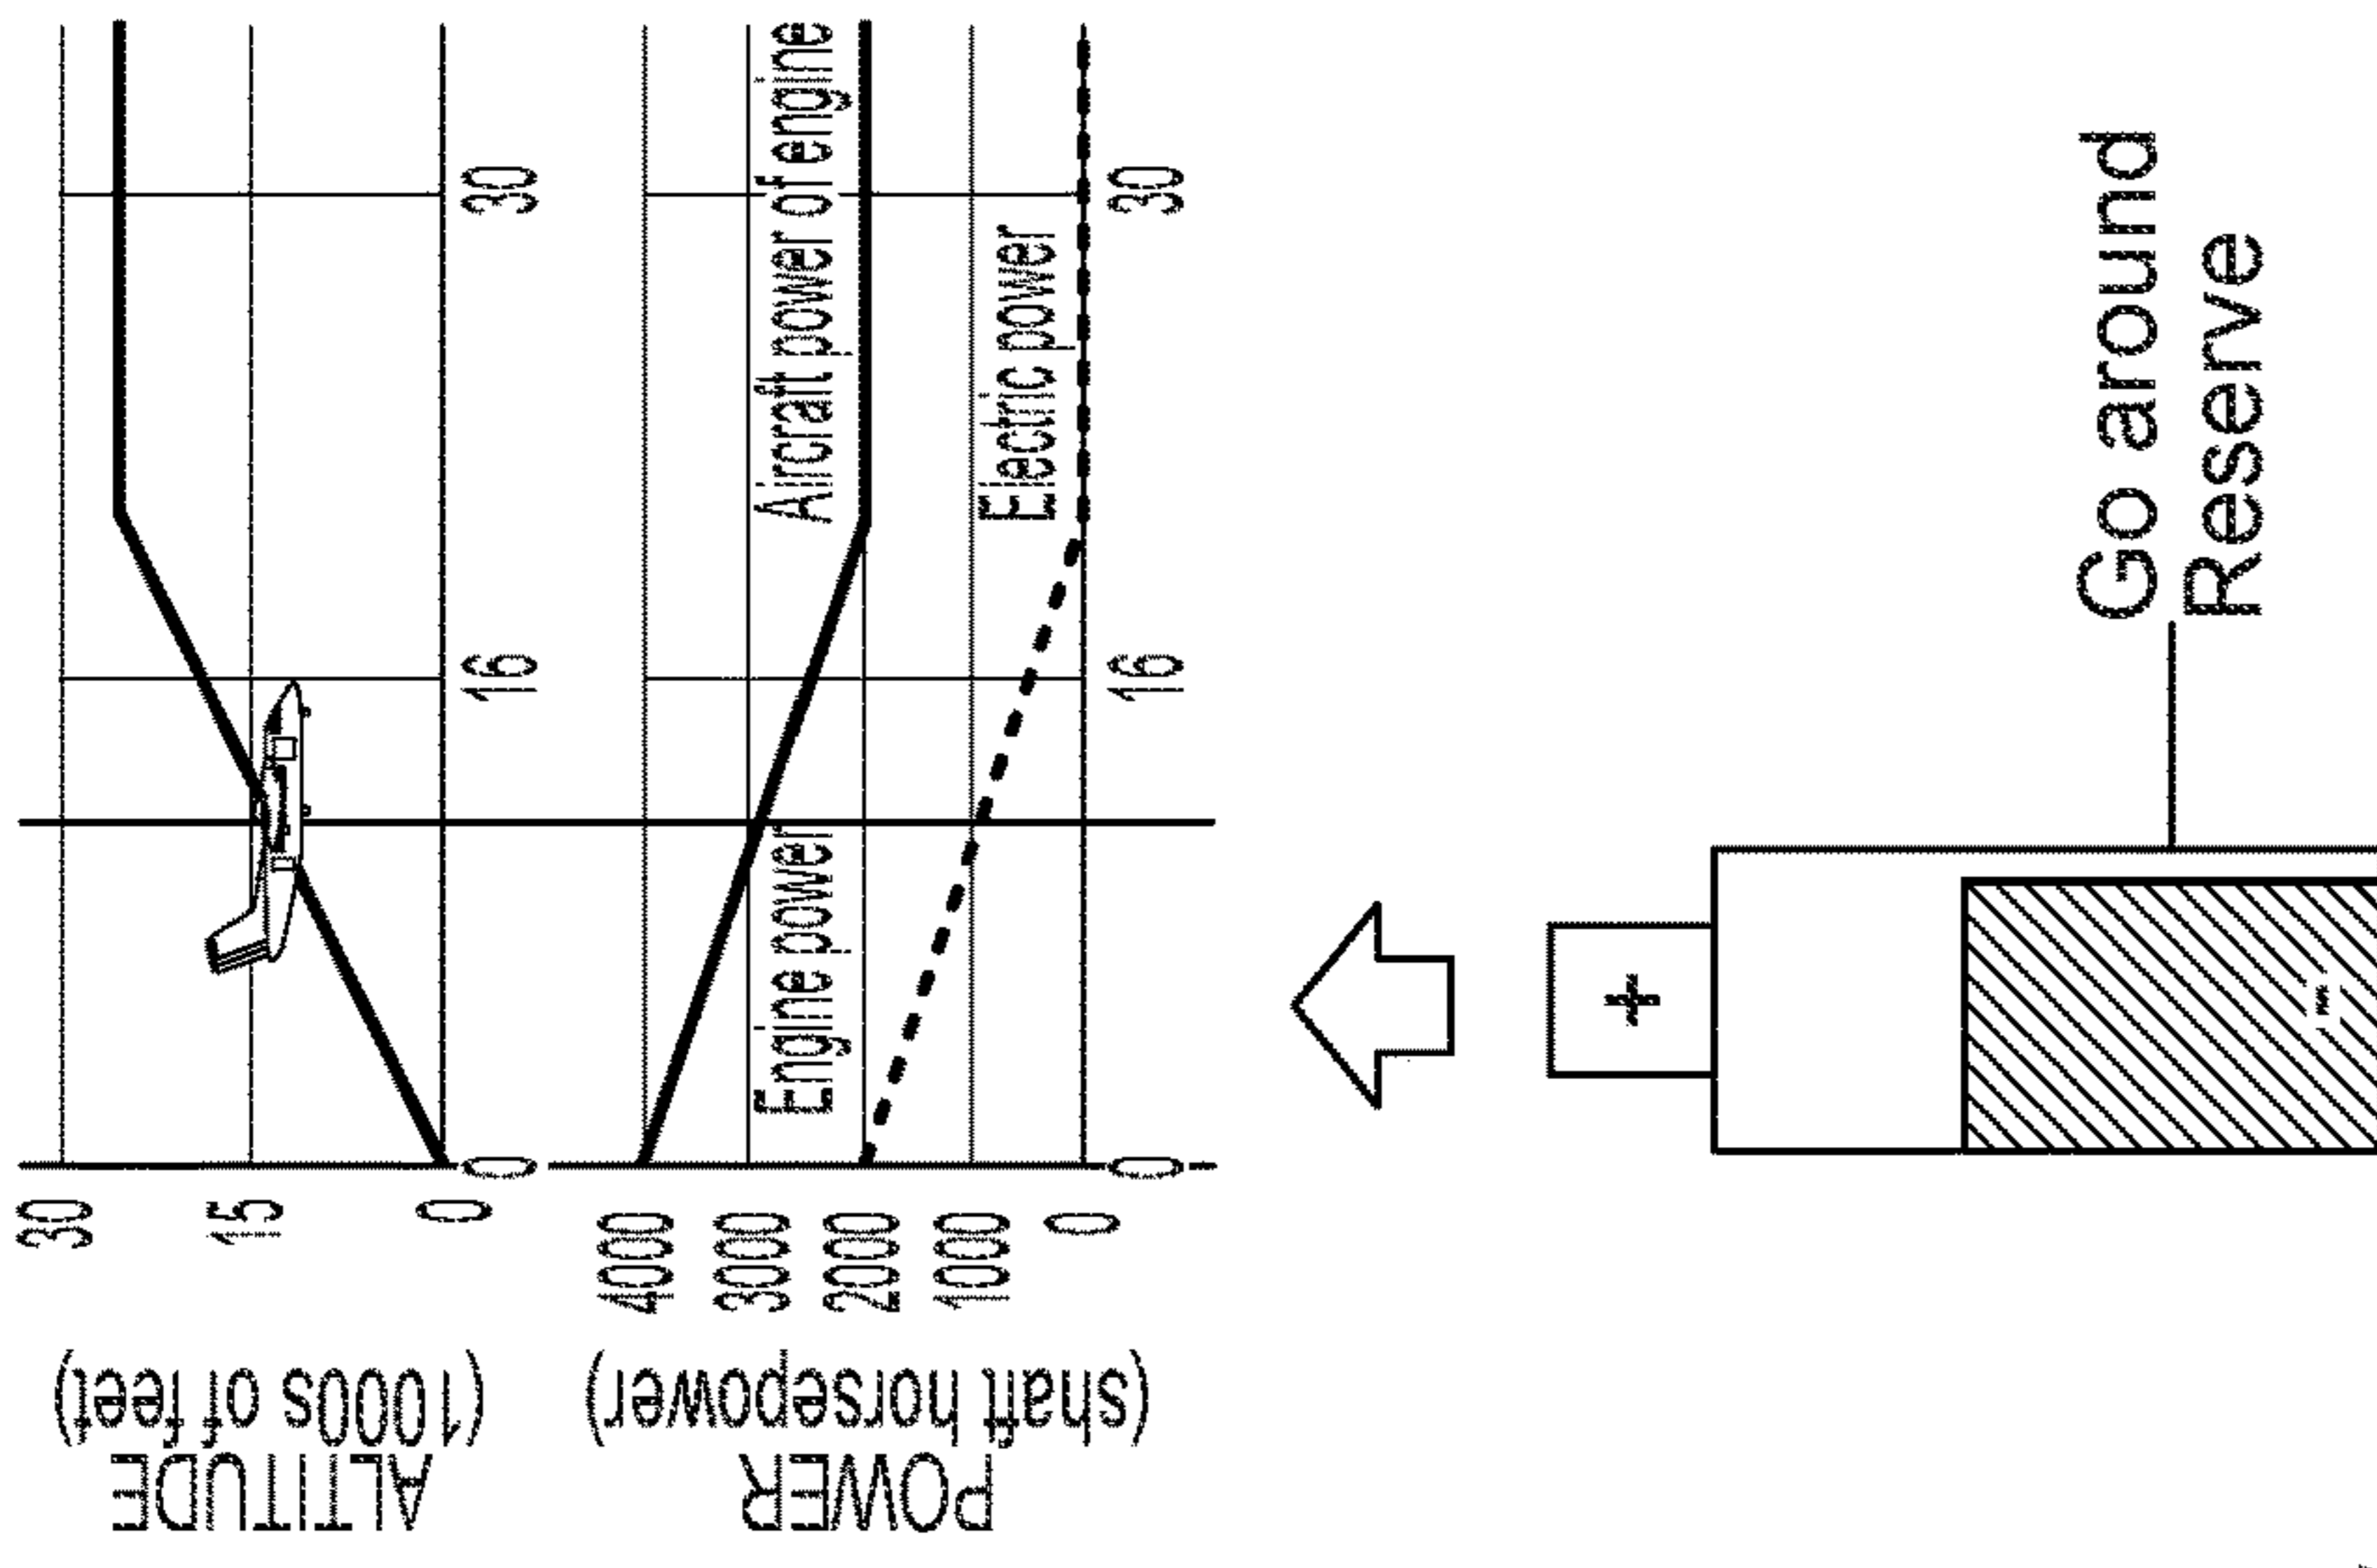 ALTITUDE
(1000s of feet)
30
15
0
0
16
30
POWER
(shaft horsepower)
4000
3000
2000
1000
0
Engine power
Aircraft power of engine
Electric power
0
16
30
+
-
Go around
Reserve